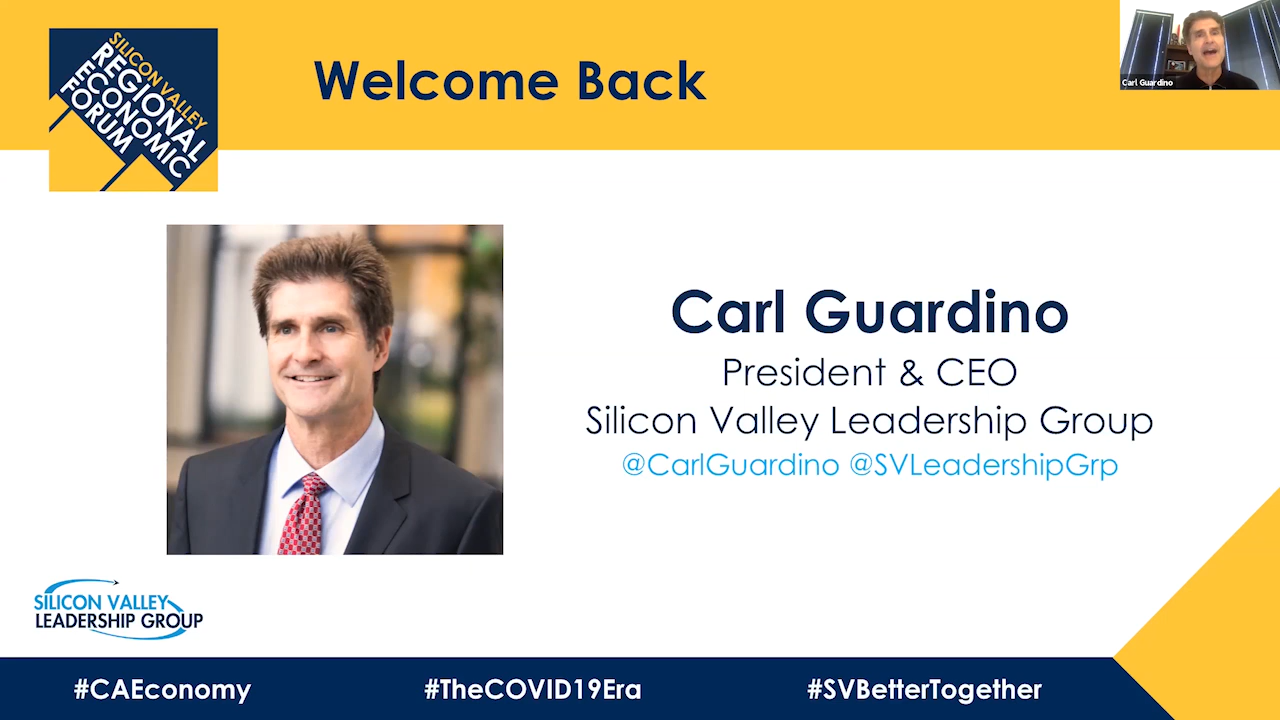 SILICON VALLEY
REGIONAL
ECONOMIC
FORUM
Welcome Back
Carl Guardino
Carl Guardino
President & CEO
Silicon Valley Leadership Group
@CarlGuardino @SVLeadershipGrp
SILICON VALLEY
LEADERSHIP GROUP
#CAEconomy
#TheCOVID19Era
#SVBetterTogether